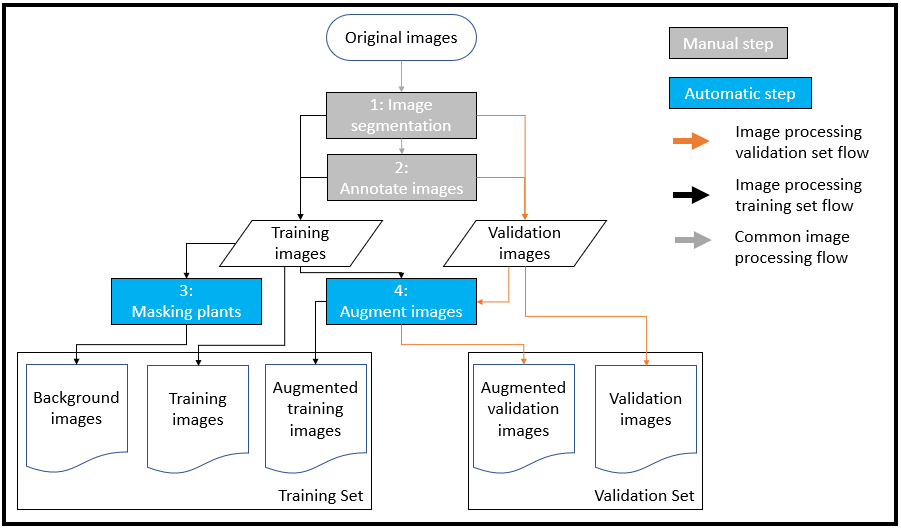 Original images
Manual step
Automatic step
Image processing
validation set flow
Image processing
training set flow
Common image
processing flow
1: Image
segmentation
2:
Annotate images
Training
images
Validation
images
3:
Masking plants
4:
Augment images
Background
images
Training
images
Augmented
training
images
Training Set
Augmented
validation
images
Validation
images
Validation Set